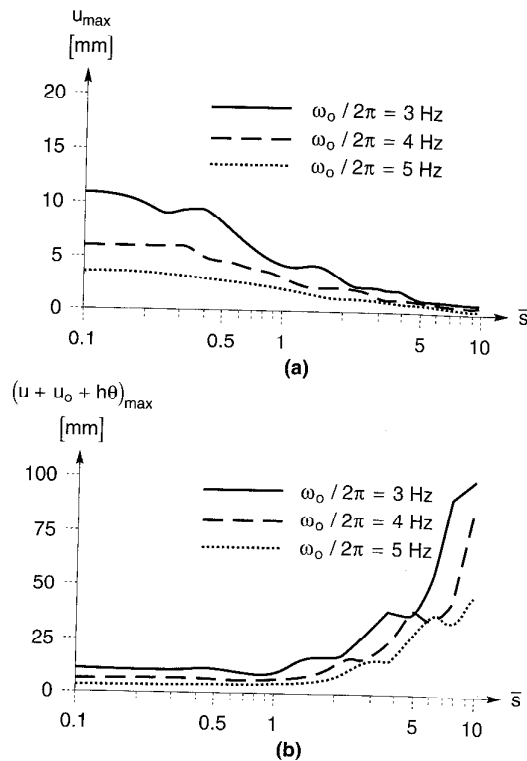 u_max
[mm]
20
15
10
5
0
ω_o / 2π = 3 Hz
ω_o / 2π = 4 Hz
ω_o / 2π = 5 Hz
0.1 0.5 1 5 10 s̄
(a)
(u + u_o + hθ)_max
[mm]
100
75
50
25
0
ω_o / 2π = 3 Hz
ω_o / 2π = 4 Hz
ω_o / 2π = 5 Hz
0.1 0.5 1 5 10 s̄
(b)